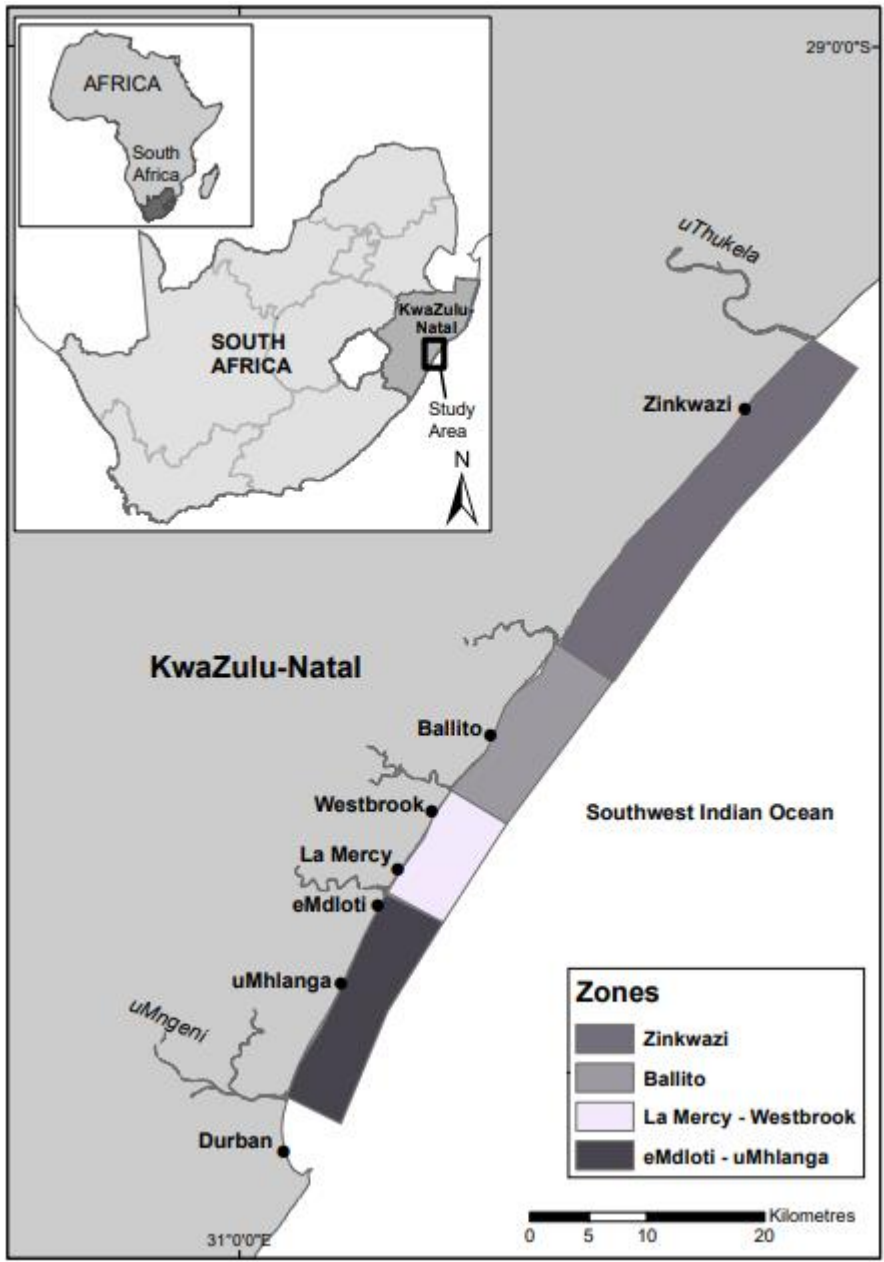 AFRICA
South
Africa
SOUTH
AFRICA
KwaZulu-
Natal
Study
Area
N
29°0'0"S
uThukela
Zinkwazi
KwaZulu-Natal
Ballito
Westbrook
Southwest Indian Ocean
La Mercy
eMdloti
uMhlanga
uMngeni
Durban
31°0'0"E
Zones
Zinkwazi
Ballito
La Mercy - Westbrook
eMdloti - uMhlanga
Kilometres
0 5 10 20